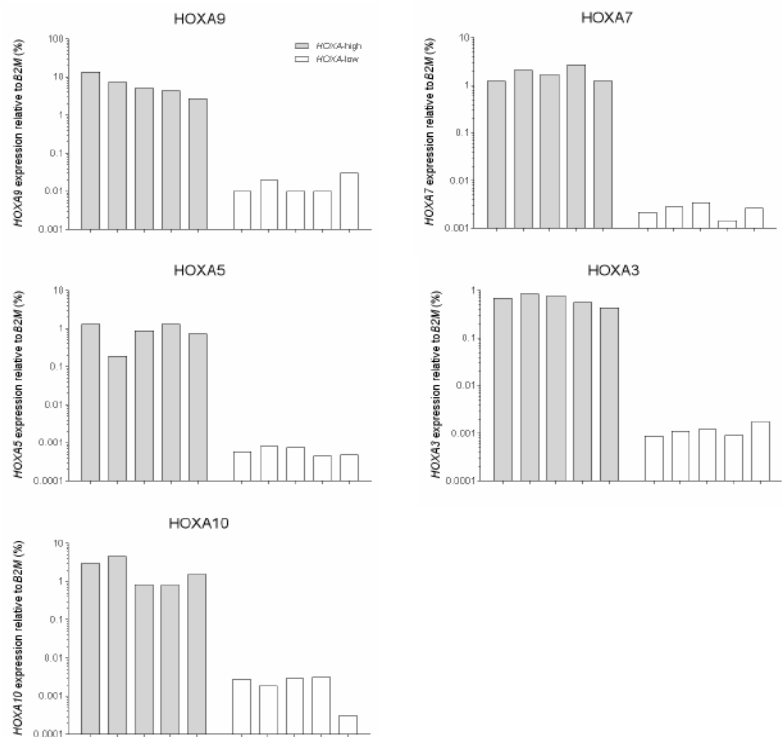 HOXA9
HOXA9 expression relative to B2M (%)
100
10
1
0.1
0.01
0.001
HOXA-high
HOXA-low
HOXA7
HOXA7 expression relative to B2M (%)
10
1
0.1
0.01
0.001
HOXA5
HOXA5 expression relative to B2M (%)
10
1
0.1
0.01
0.001
0.0001
HOXA3
HOXA3 expression relative to B2M (%)
1
0.1
0.01
0.001
0.0001
HOXA10
HOXA10 expression relative to B2M (%)
10
1
0.1
0.01
0.001
0.0001